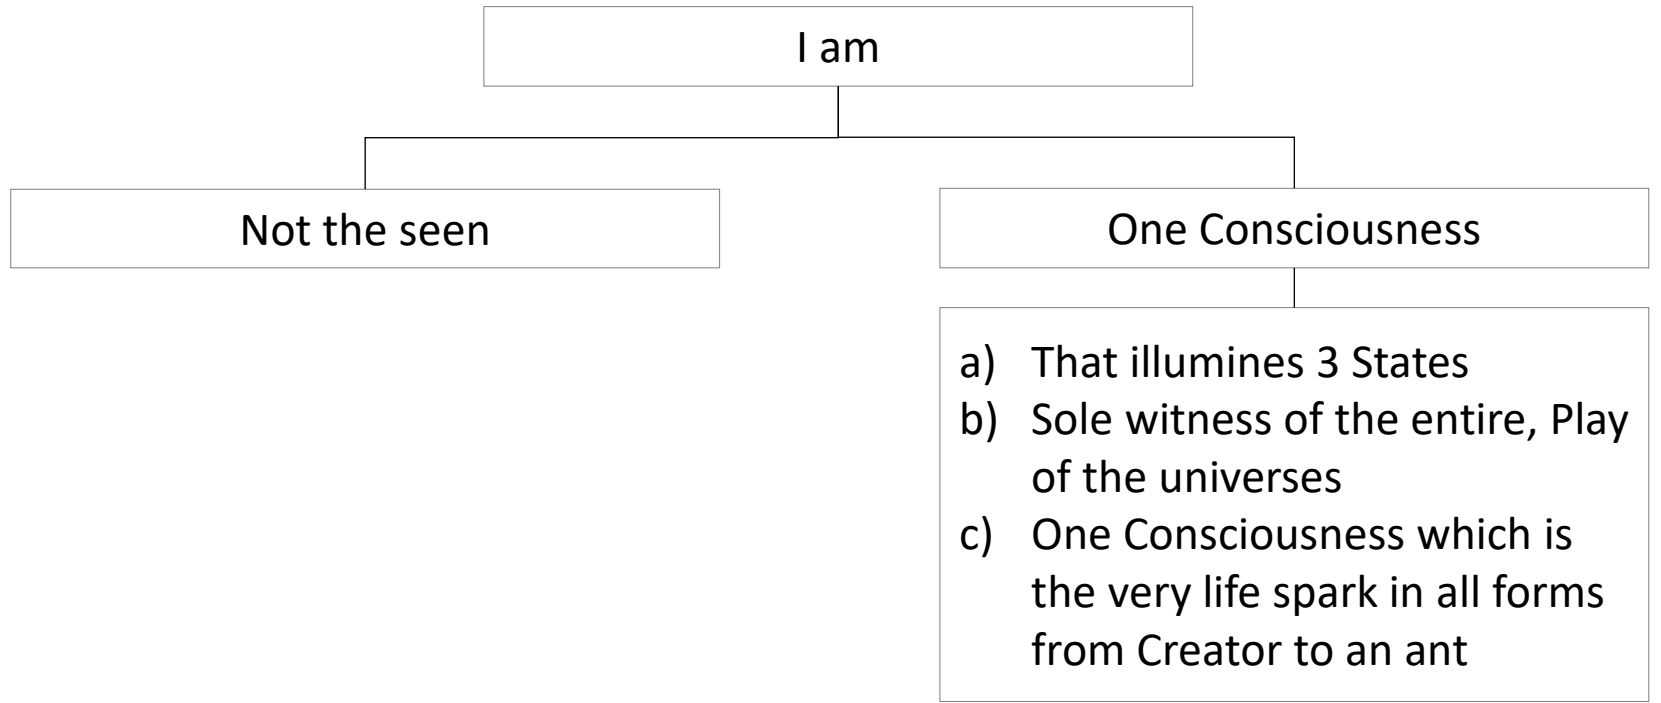 I am
Not the seen
One Consciousness
a) That illumines 3 States
b) Sole witness of the entire, Play
of the universes
c) One Consciousness which is
the very life spark in all forms
from Creator to an ant